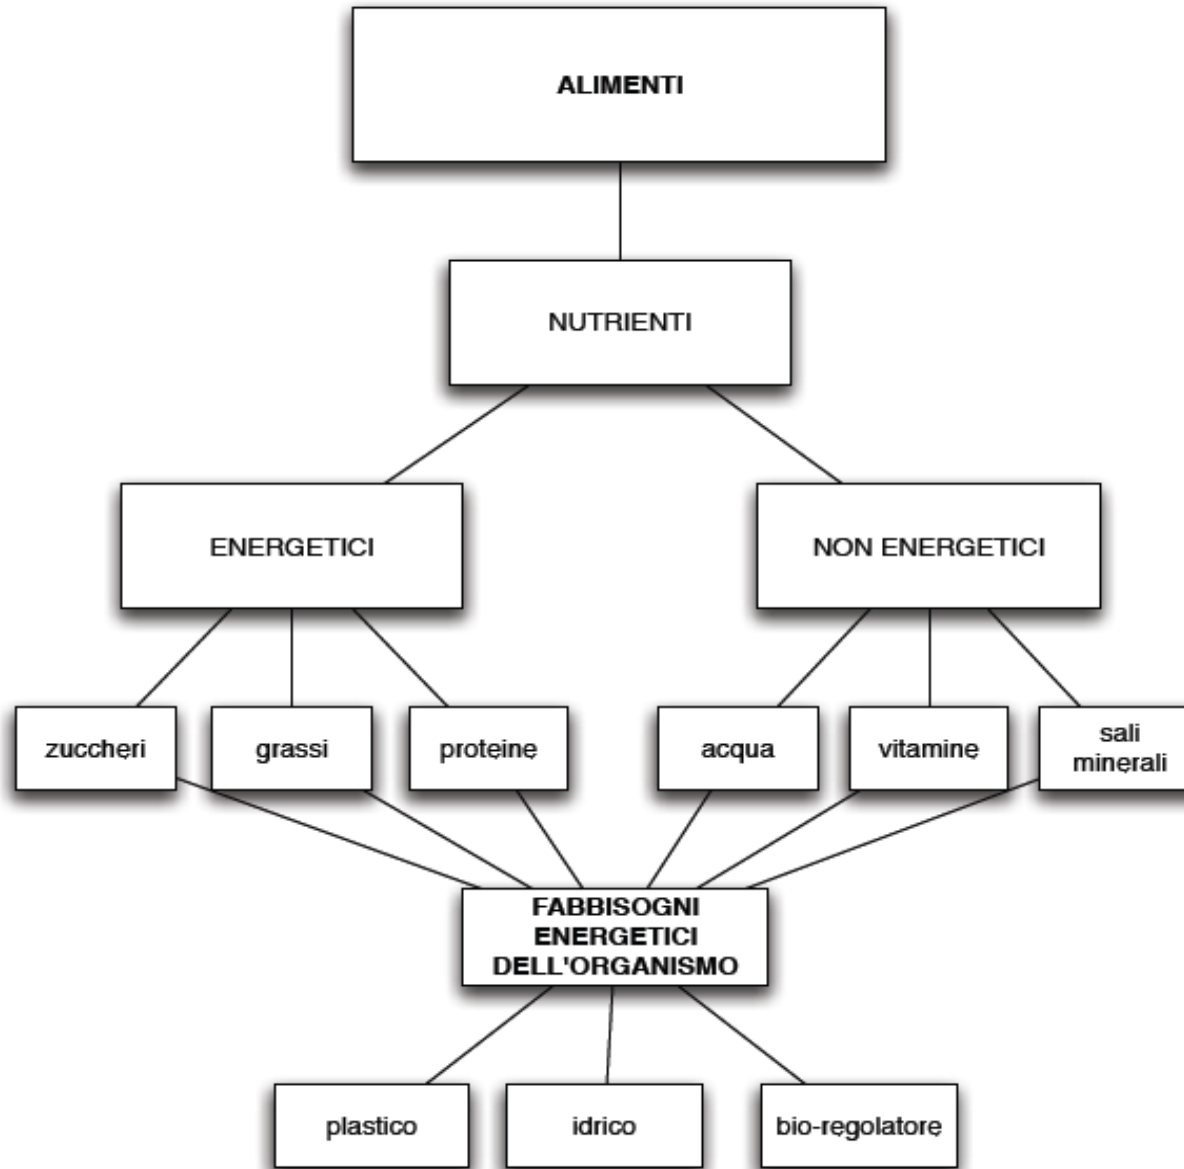 ALIMENTI
NUTRIENTI
ENERGETICI
NON ENERGETICI
zuccheri
grassi
proteine
acqua
vitamine
sali
minerali
FABBISOGNI
ENERGETICI
DELL'ORGANISMO
plastico
idrico
bio-regolatore